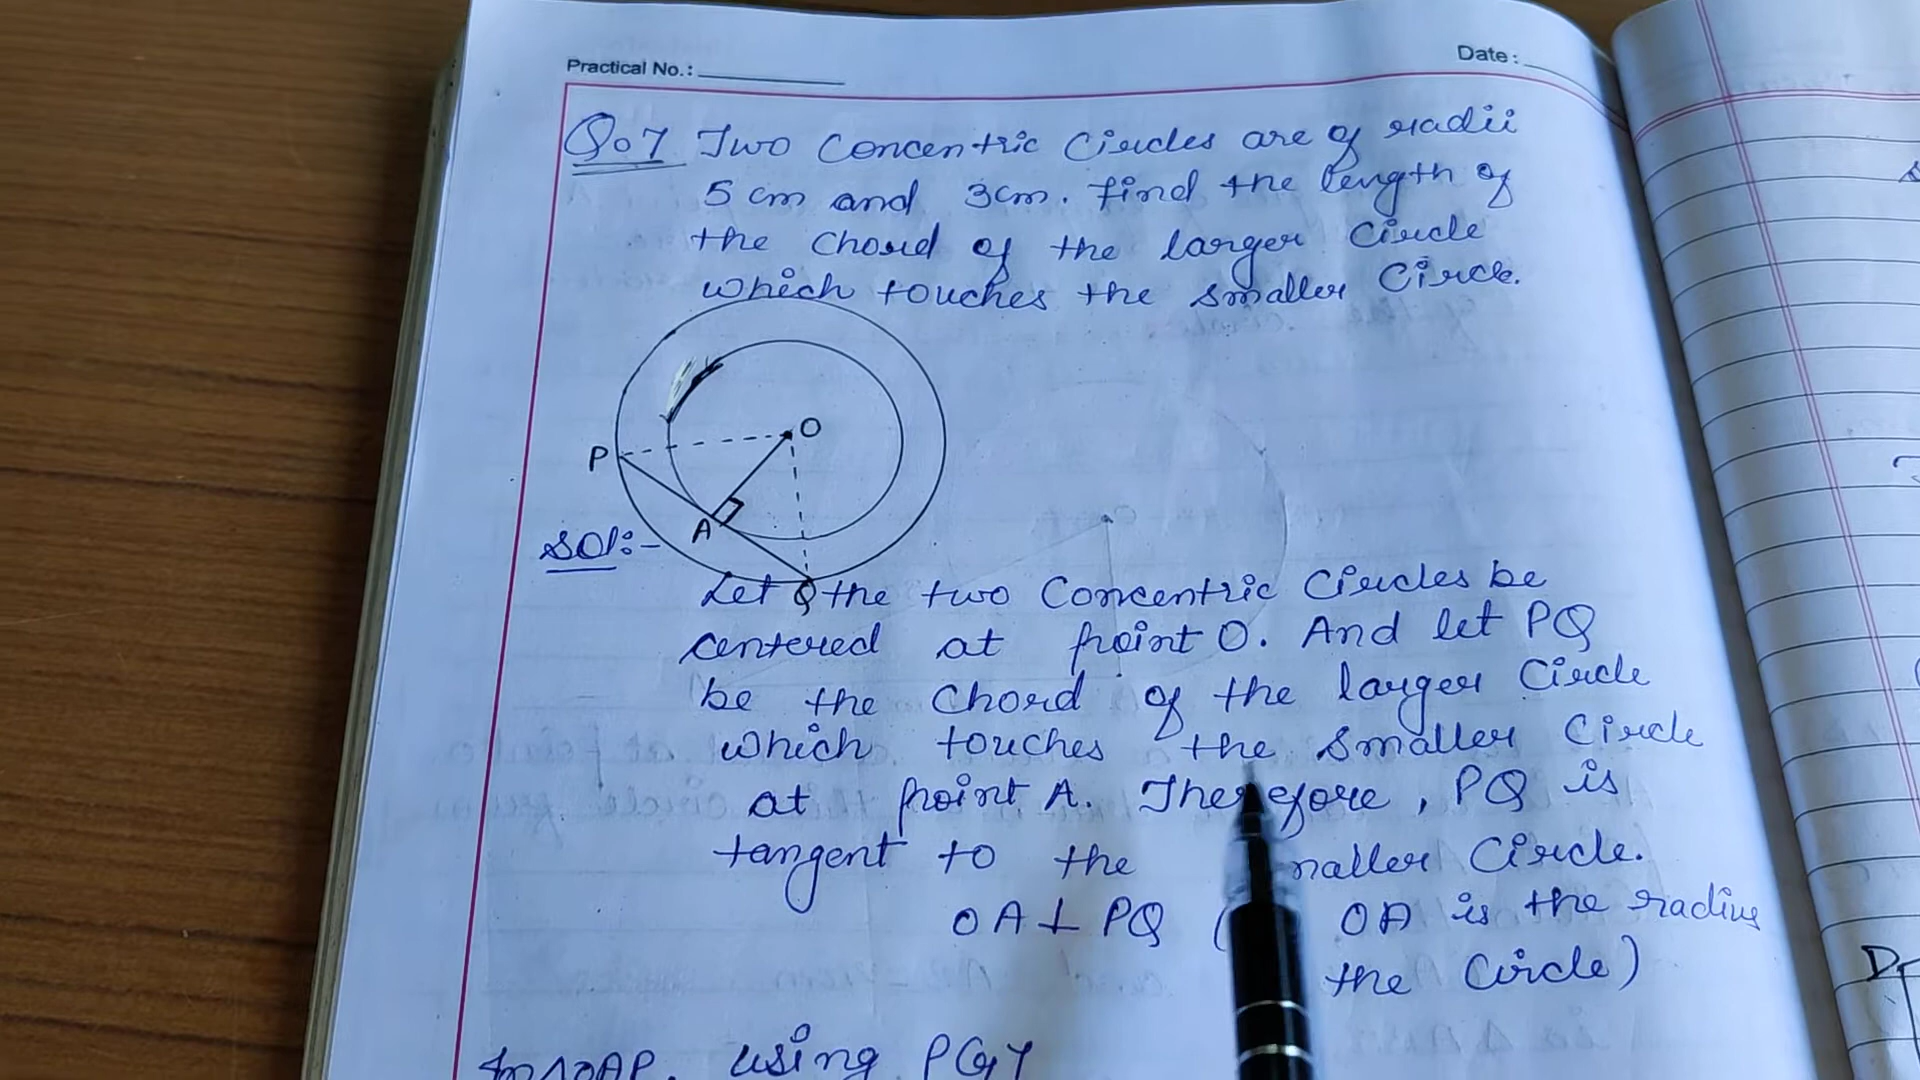 Practical No.:
Date:
Q.7 Two Concentric Circles are of radii
5 cm and 3cm. find the length of
the chord of the larger Circle
which touches the smaller Circle.
O
P
A
Sol:-
Q
Let the two Concentric Circles be
centered at point O. And let PQ
be the chord of the larger Circle
which touches the smaller Circle
at point A. Therefore, PQ is
tangent to the maller Circle.
OA ⊥ PQ ( OA is the radius
the Circle)
using PGT
D